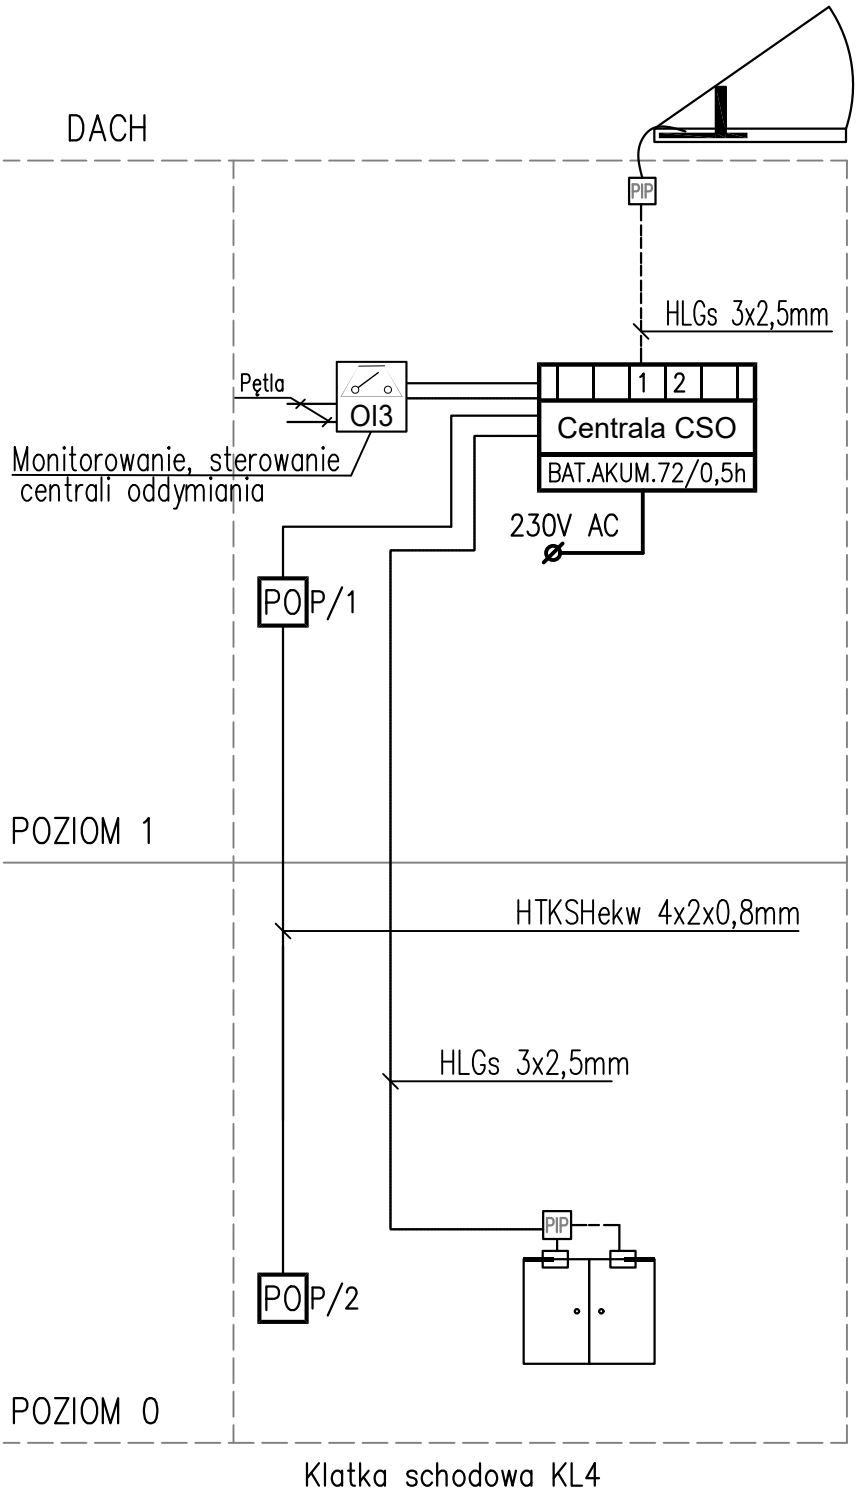 DACH
PIP
HLGs 3x2,5mm
Pętla
1 2
OI3
Centrala CSO
Monitorowanie, sterowanie
centrali oddymiania
BAT.AKUM.72/0,5h
230V AC
PO P/1
POZIOM 1
HTKSHekw 4x2x0,8mm
HLGs 3x2,5mm
PIP
PO P/2
POZIOM 0
Klatka schodowa KL4